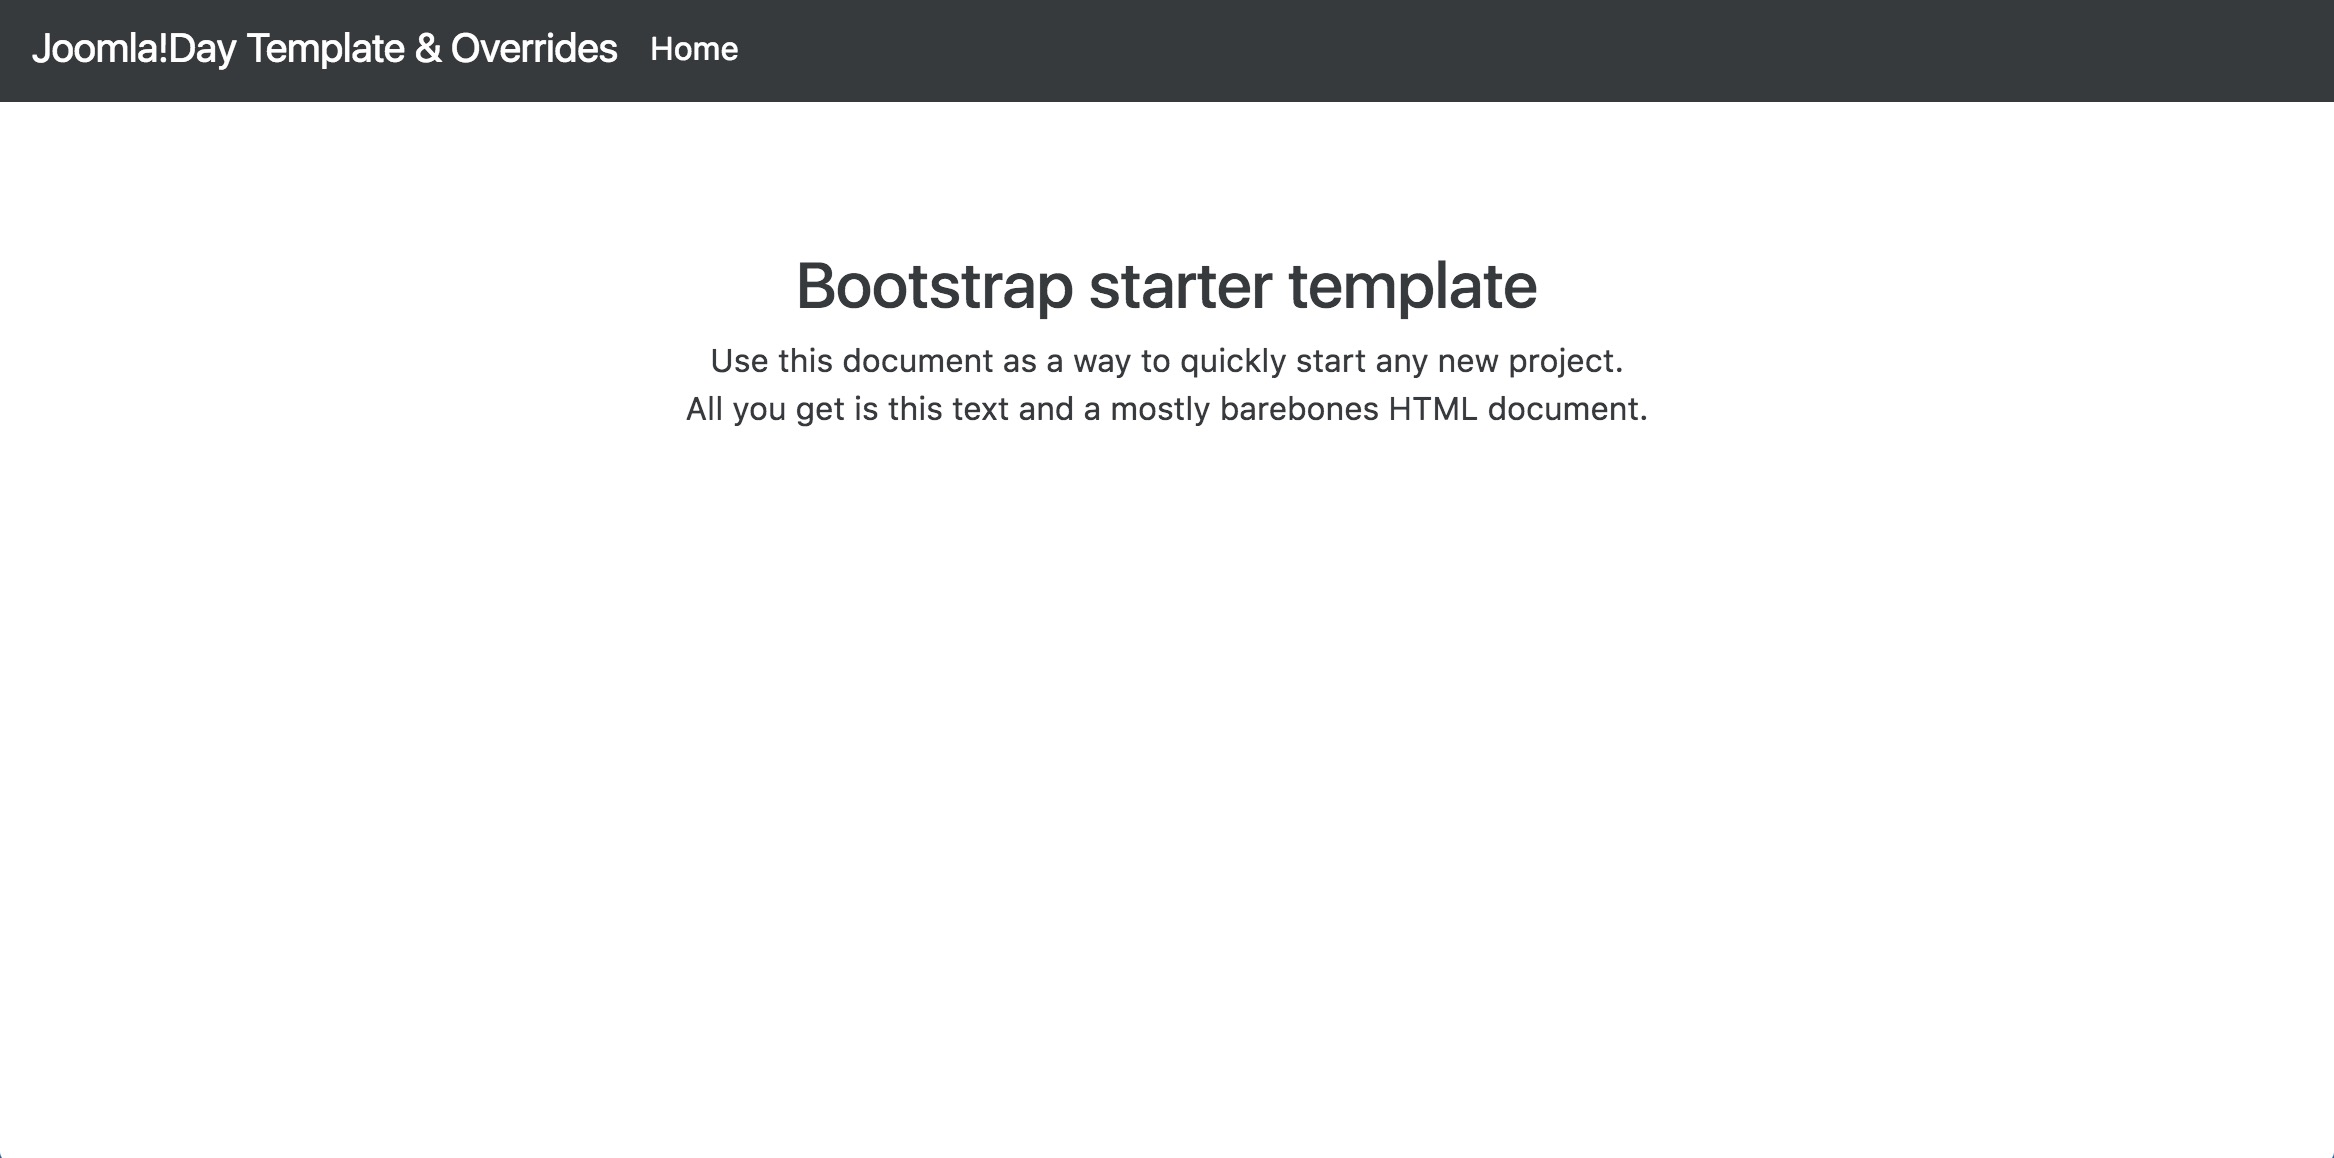 Joomla!Day Template & Overrides Home
Bootstrap starter template
Use this document as a way to quickly start any new project.
All you get is this text and a mostly barebones HTML document.